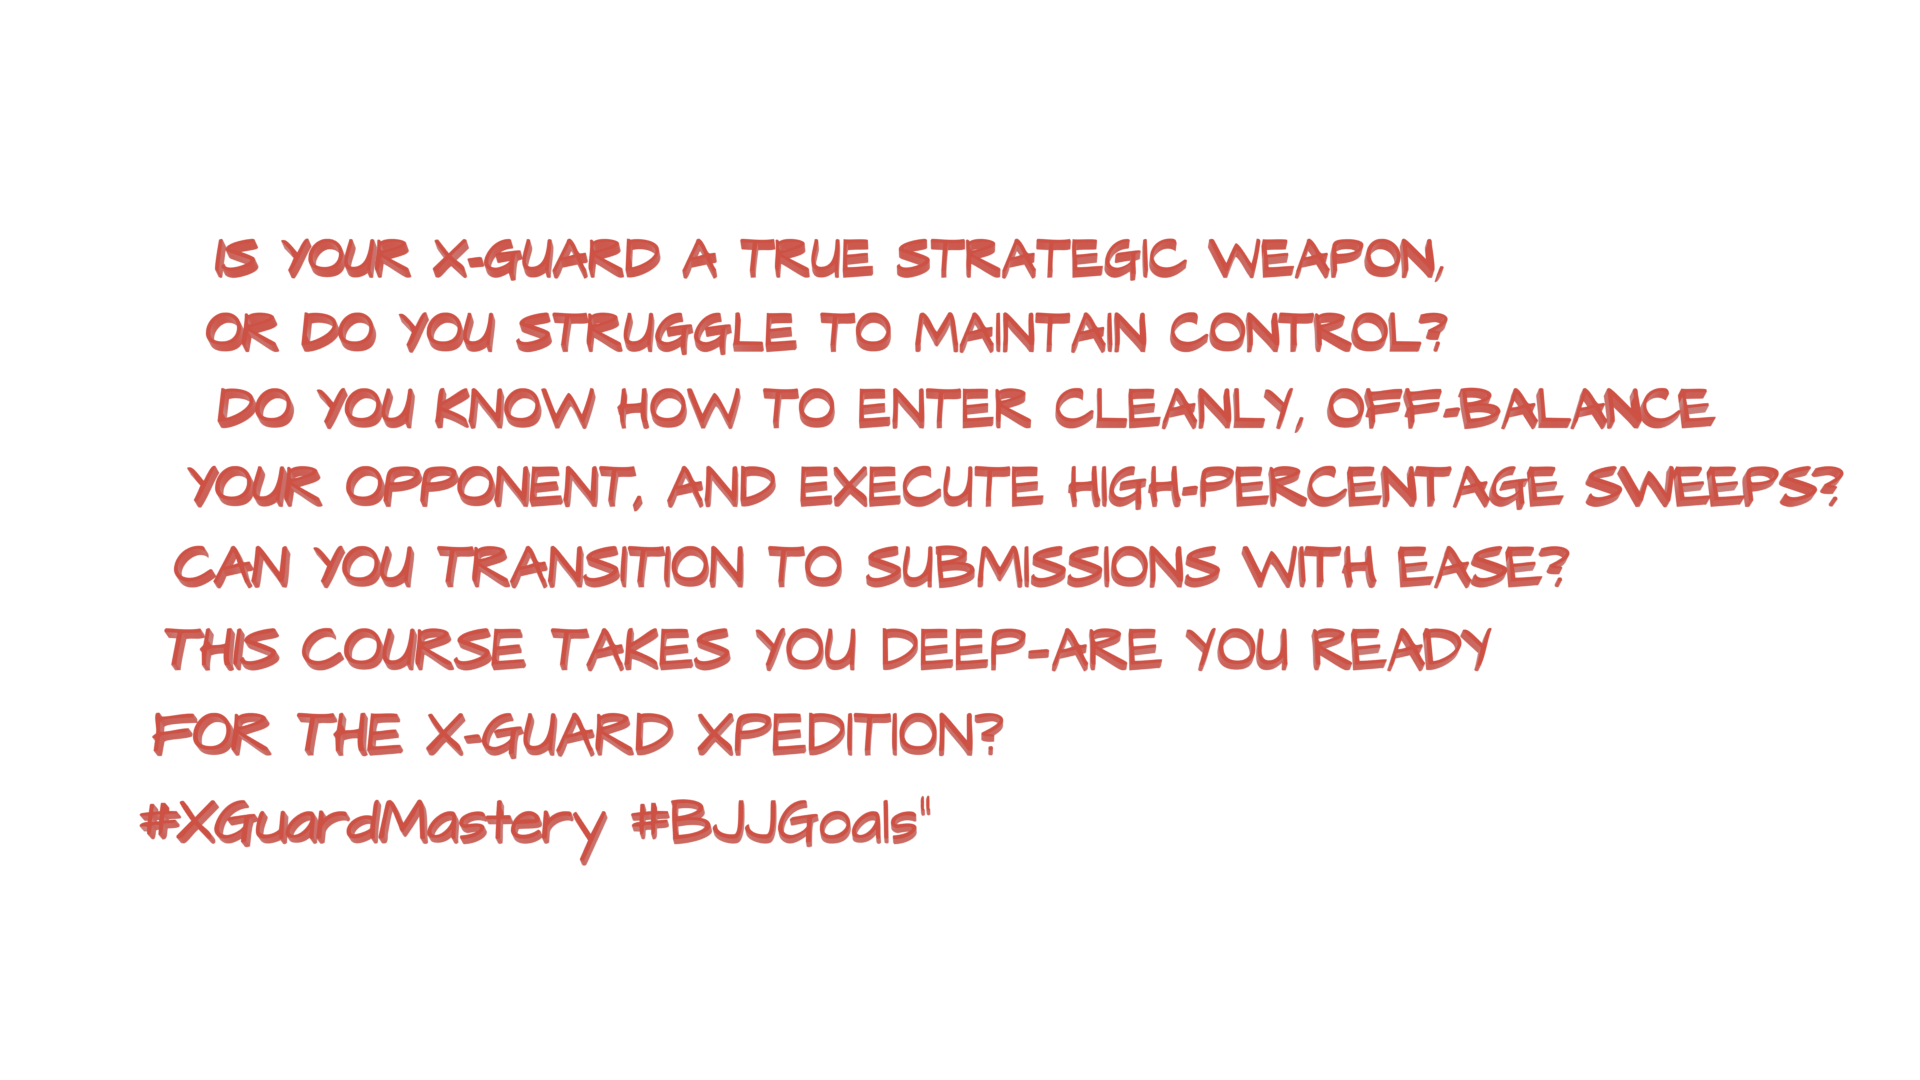 IS YOUR X-GUARD A TRUE STRATEGIC WEAPON,
OR DO YOU STRUGGLE TO MAINTAIN CONTROL?
DO YOU KNOW HOW TO ENTER CLEANLY, OFF-BALANCE
YOUR OPPONENT, AND EXECUTE HIGH-PERCENTAGE SWEEPS?
CAN YOU TRANSITION TO SUBMISSIONS WITH EASE?
THIS COURSE TAKES YOU DEEP-ARE YOU READY
FOR THE X-GUARD XPEDITION?
#XGuardMastery #BJJGoals"